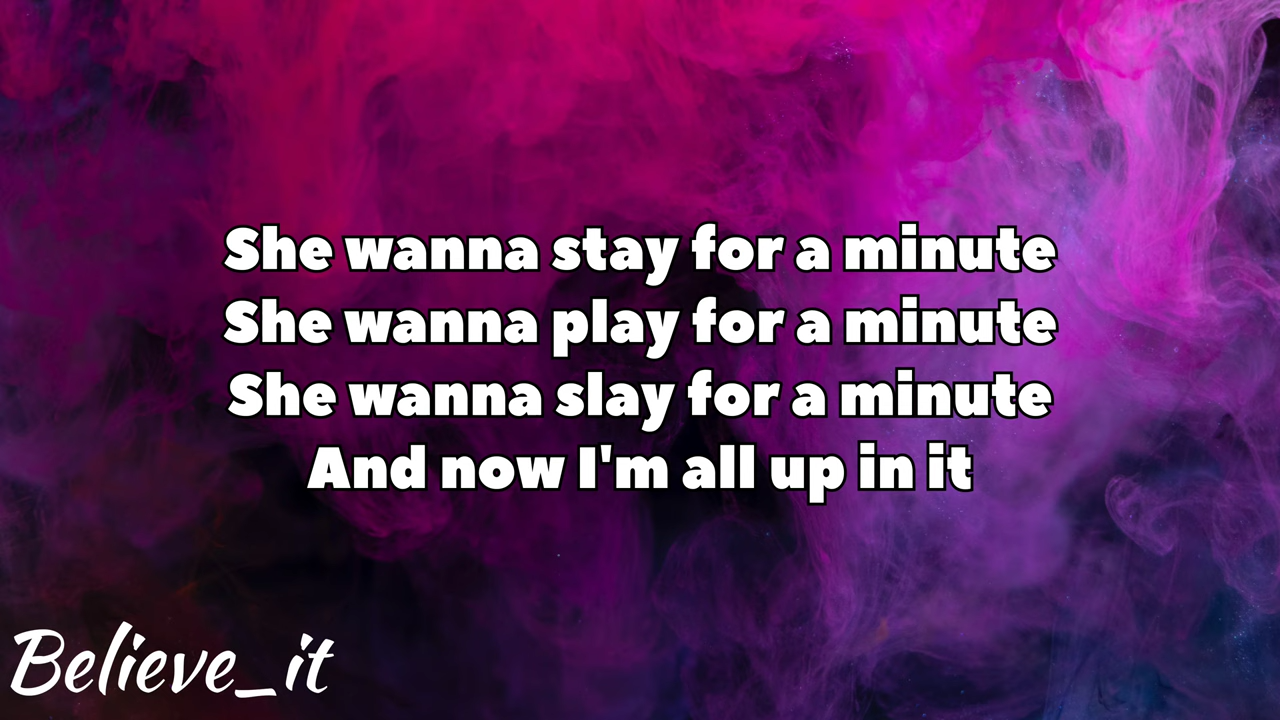 She wanna stay for a minute
She wanna play for a minute
She wanna slay for a minute
And now I'm all up in it
Believe_it